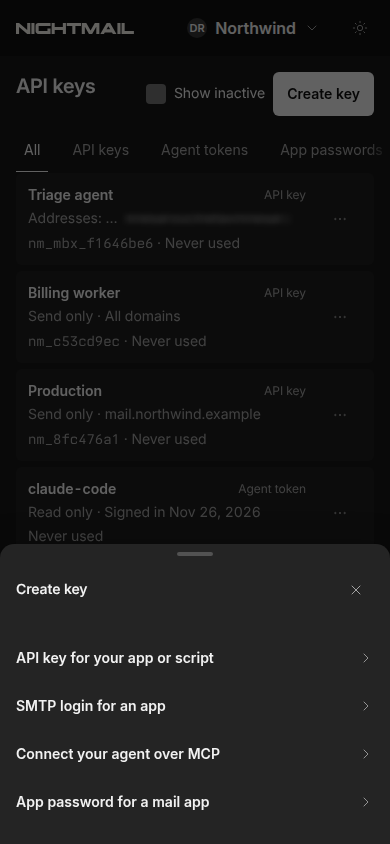 NIGHTMAIL
DR Northwind
API keys
Show inactive
Create key
All API keys Agent tokens App passwords
Triage agent API key
Addresses: ...
nm_mbx_f1646be6 · Never used
Billing worker API key
Send only · All domains
nm_c53cd9ec · Never used
Production API key
Send only · mail.northwind.example
nm_8fc476a1 · Never used
claude-code Agent token
Read only · Signed in Nov 26, 2026
Never used
Create key
API key for your app or script
SMTP login for an app
Connect your agent over MCP
App password for a mail app